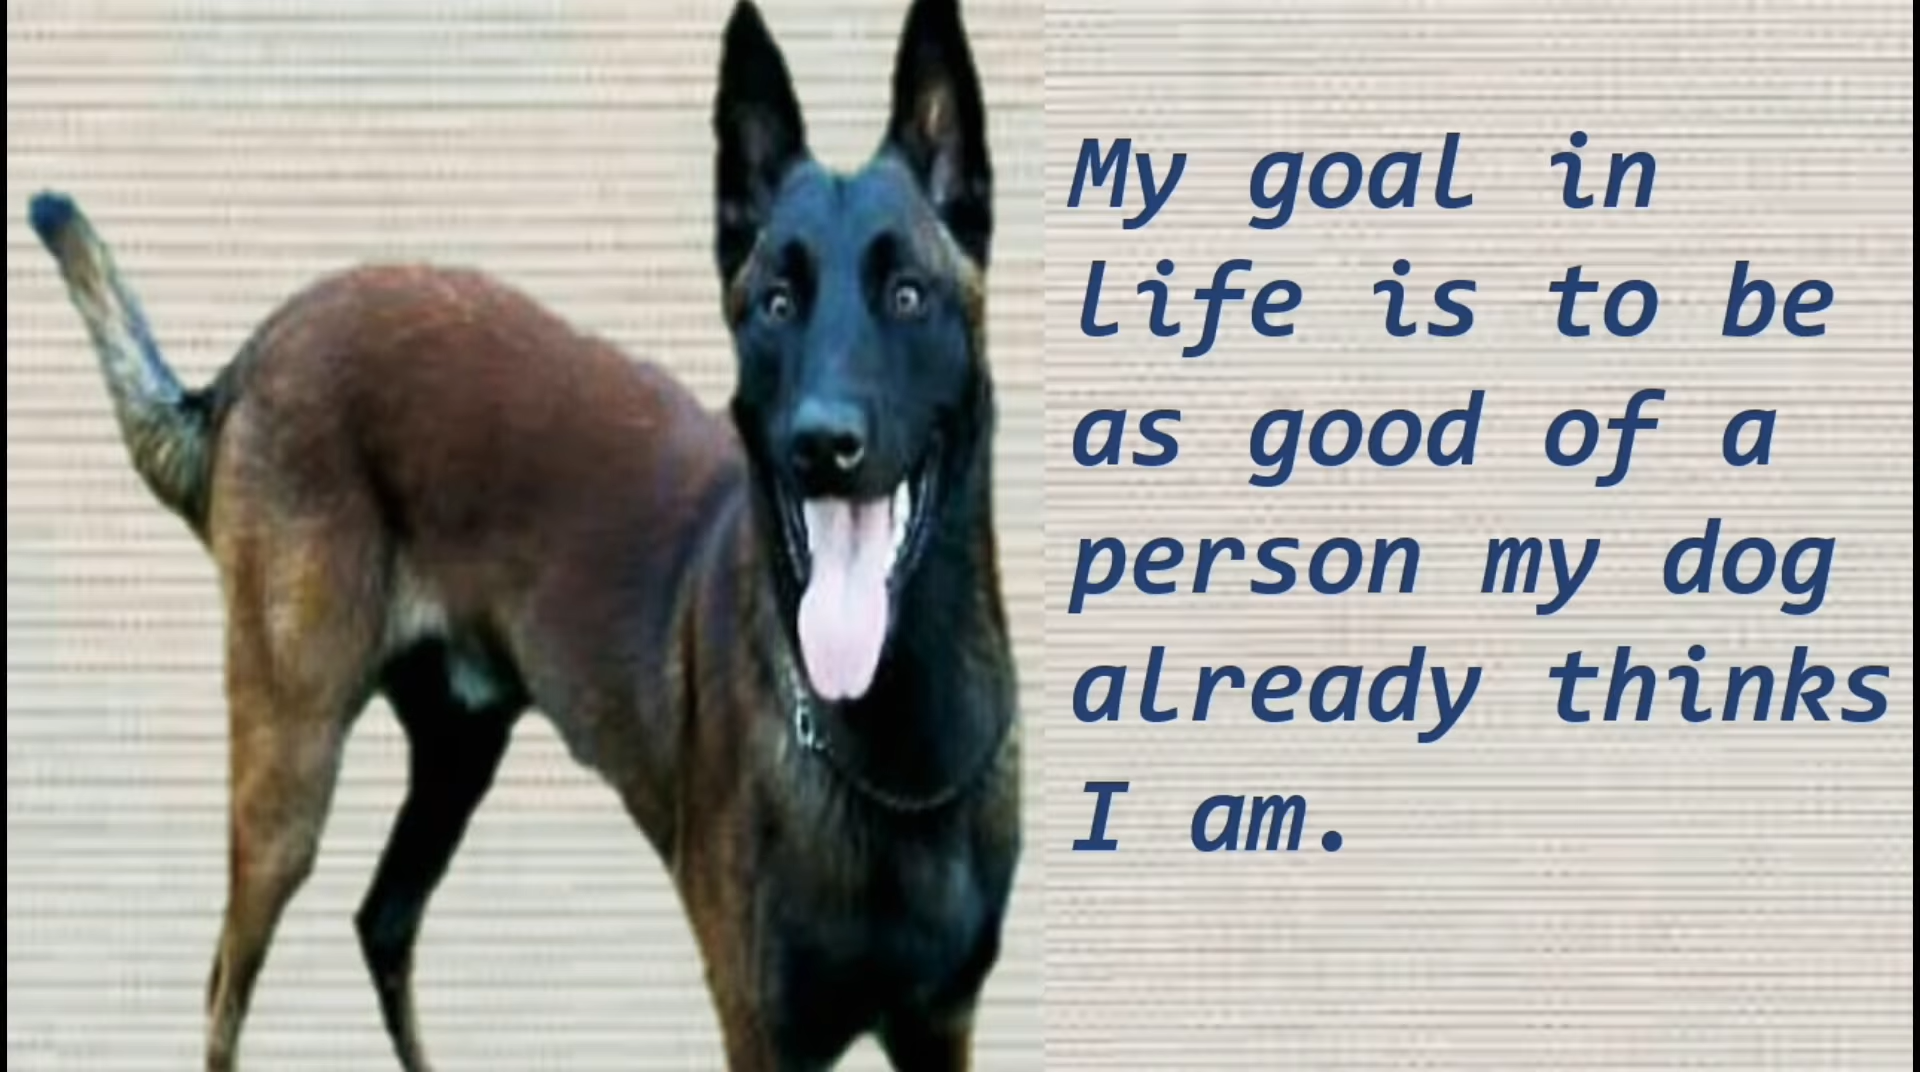 My goal in
life is to be
as good of a
person my dog
already thinks
I am.